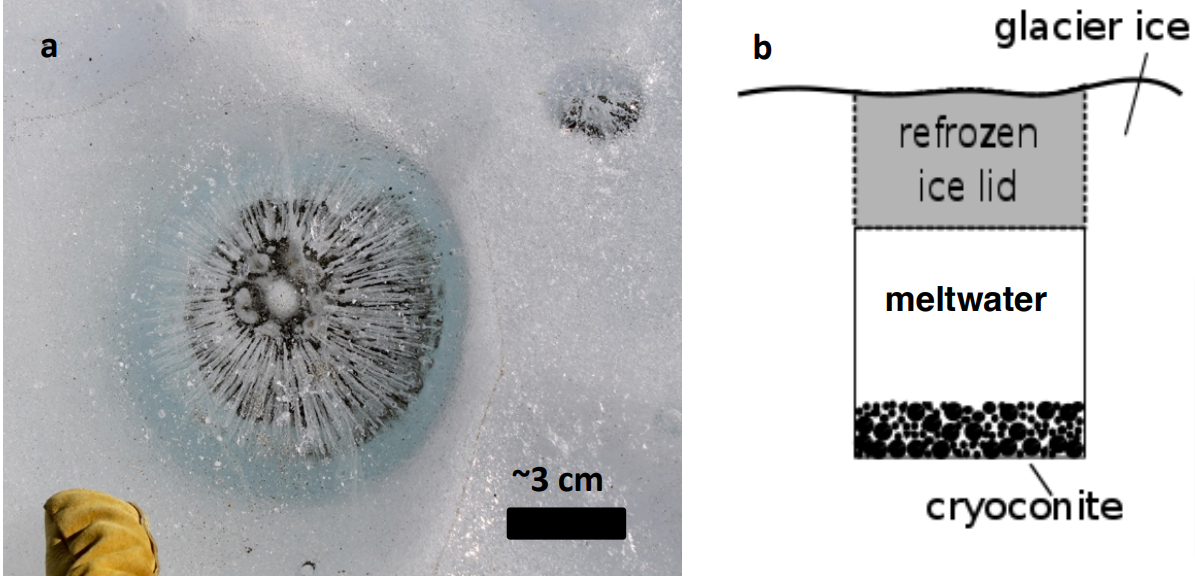 a
~3 cm
b
glacier ice
refrozen
ice lid
meltwater
cryoconite